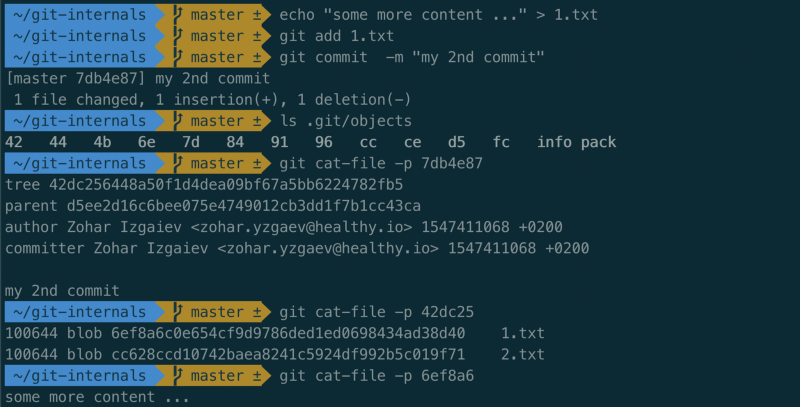 ~/git-internals master ± echo "some more content ..." > 1.txt
~/git-internals master ± git add 1.txt
~/git-internals master ± git commit  -m "my 2nd commit"
[master 7db4e87] my 2nd commit
 1 file changed, 1 insertion(+), 1 deletion(-)
~/git-internals master ± ls .git/objects
42   44   4b   6e   7d   84   91   96   cc   ce   d5   fc   info pack
~/git-internals master ± git cat-file -p 7db4e87
tree 42dc256448a50f1d4dea09bf67a5bb6224782fb5
parent d5ee2d16c6bee075e4749012cb3dd1f7b1cc43ca
author Zohar Izgaiev <zohar.yzgaev@healthy.io> 1547411068 +0200
committer Zohar Izgaiev <zohar.yzgaev@healthy.io> 1547411068 +0200
my 2nd commit
~/git-internals master ± git cat-file -p 42dc25
100644 blob 6ef8a6c0e654cf9d9786ded1ed0698434ad38d40    1.txt
100644 blob cc628ccd10742baea8241c5924df992b5c019f71    2.txt
~/git-internals master ± git cat-file -p 6ef8a6
some more content ...